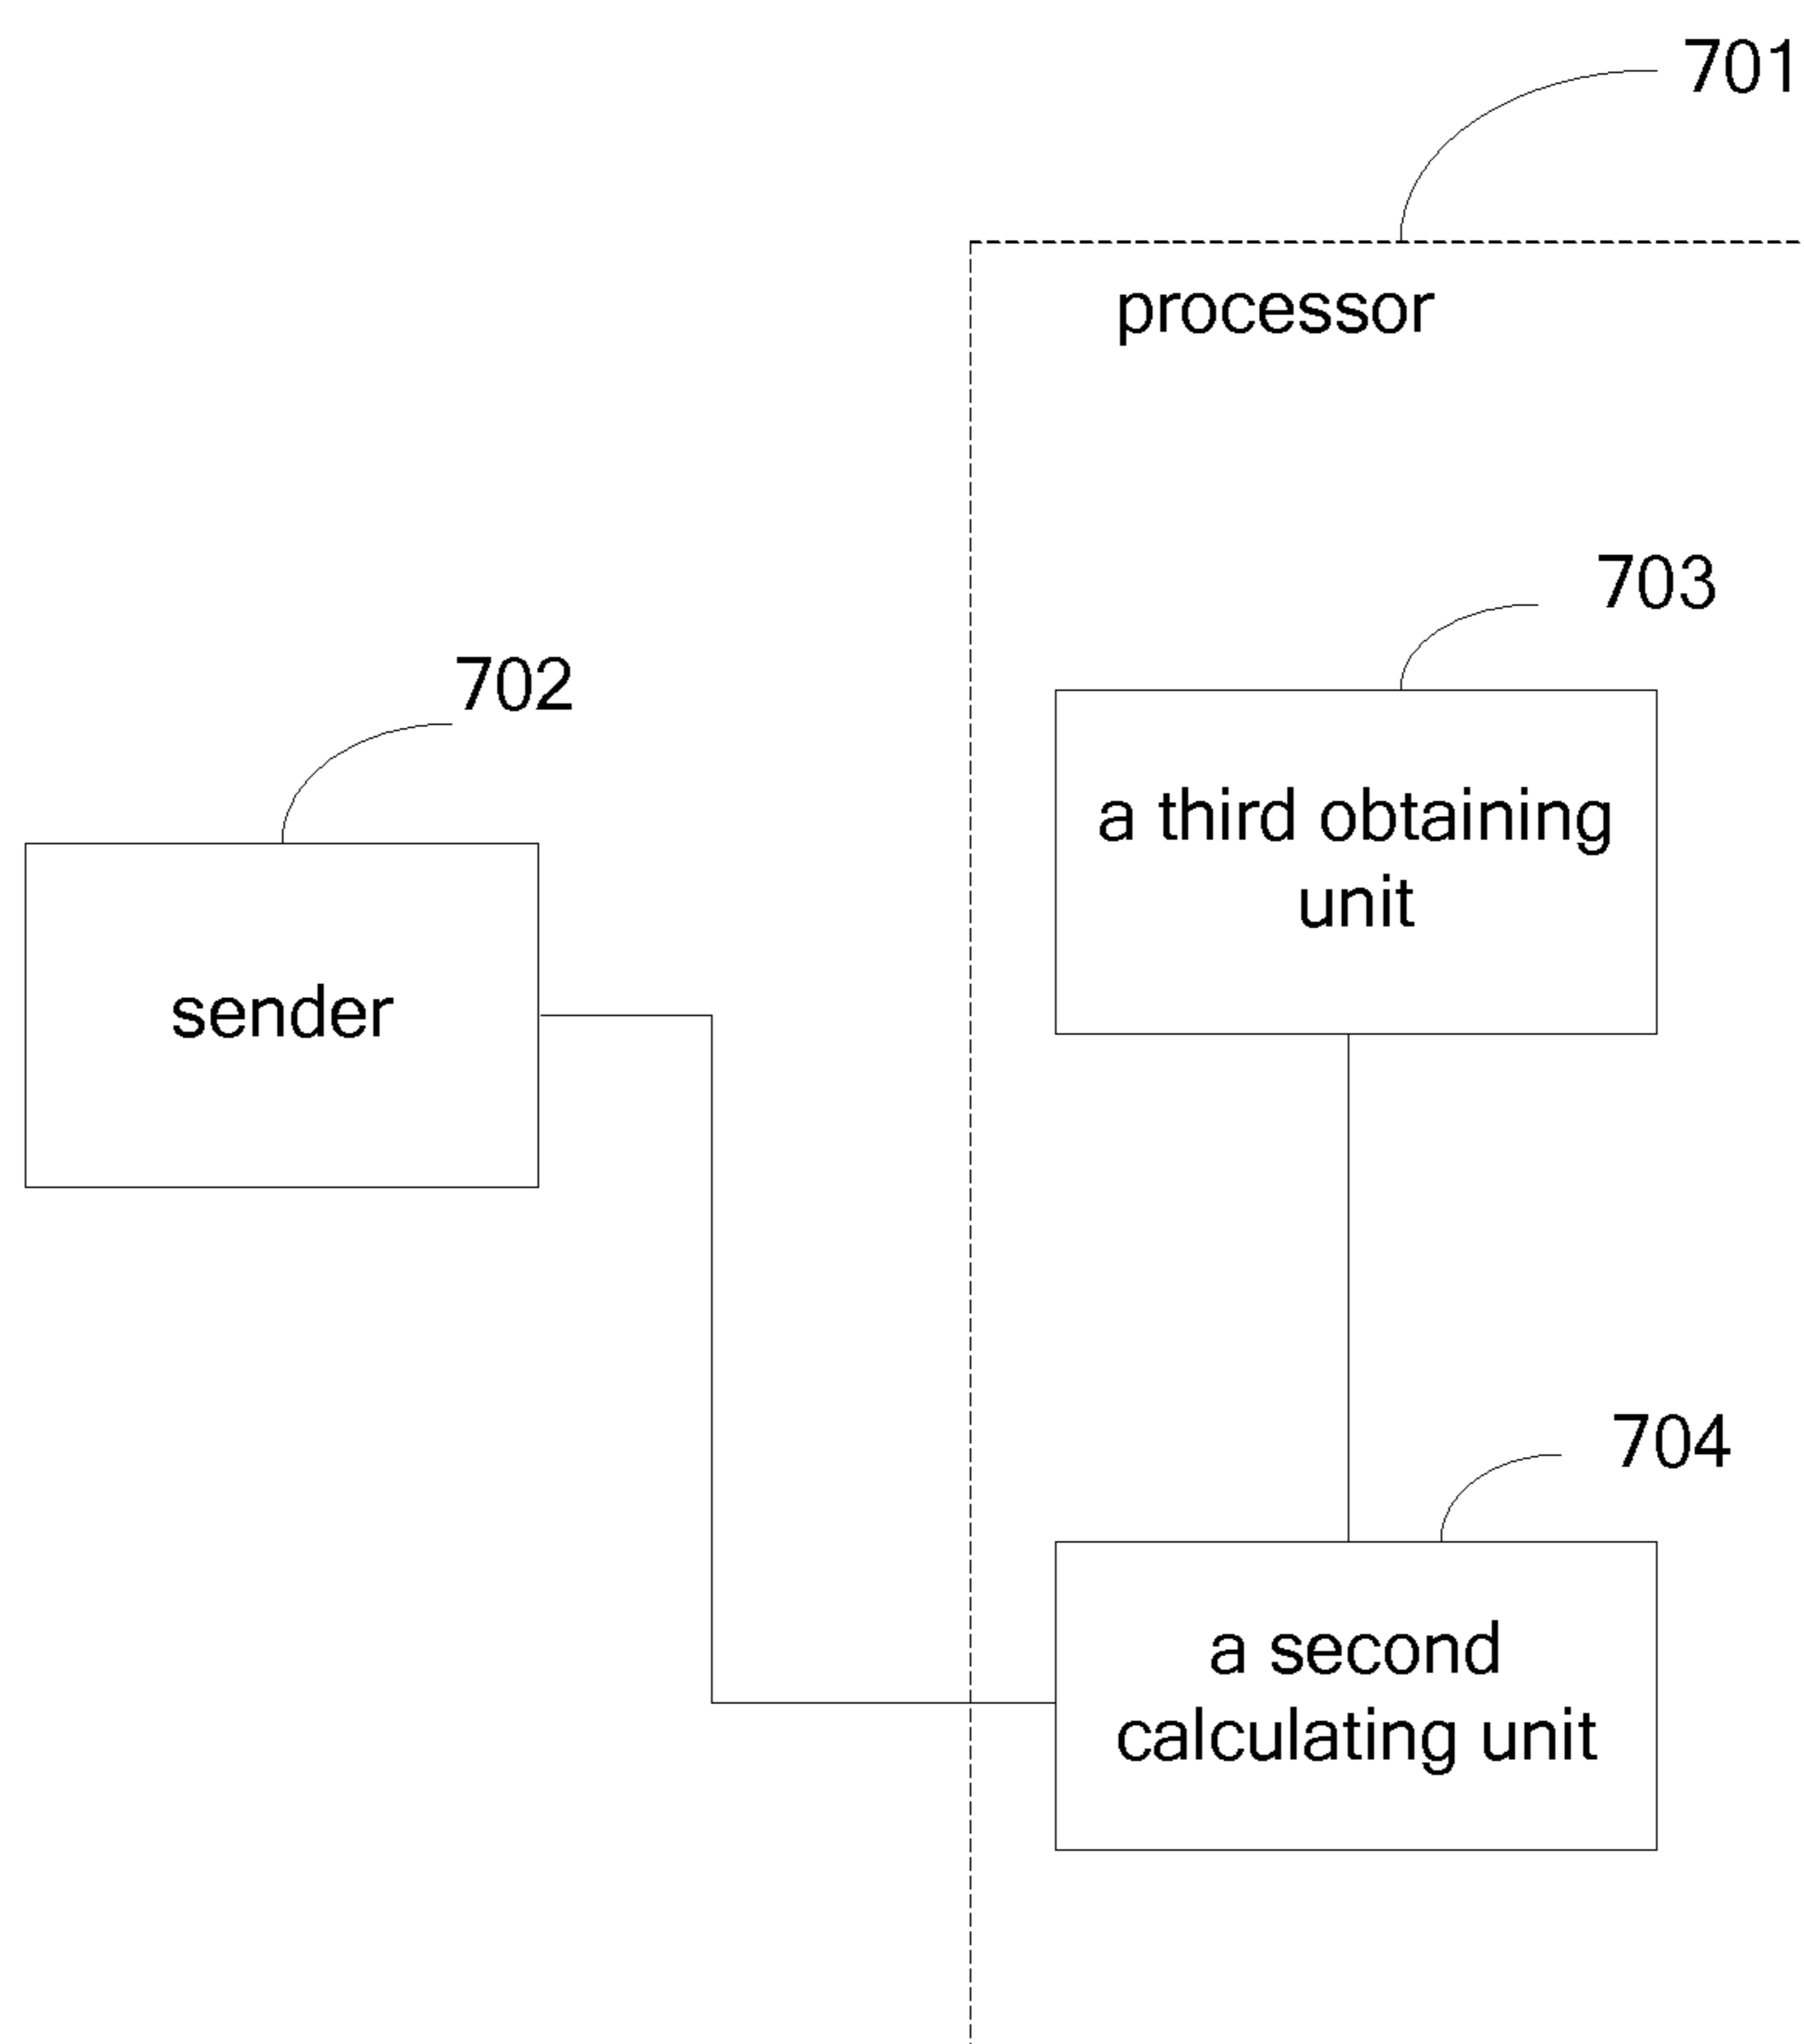 701
processor
703
702
a third obtaining
unit
sender
704
a second
calculating unit